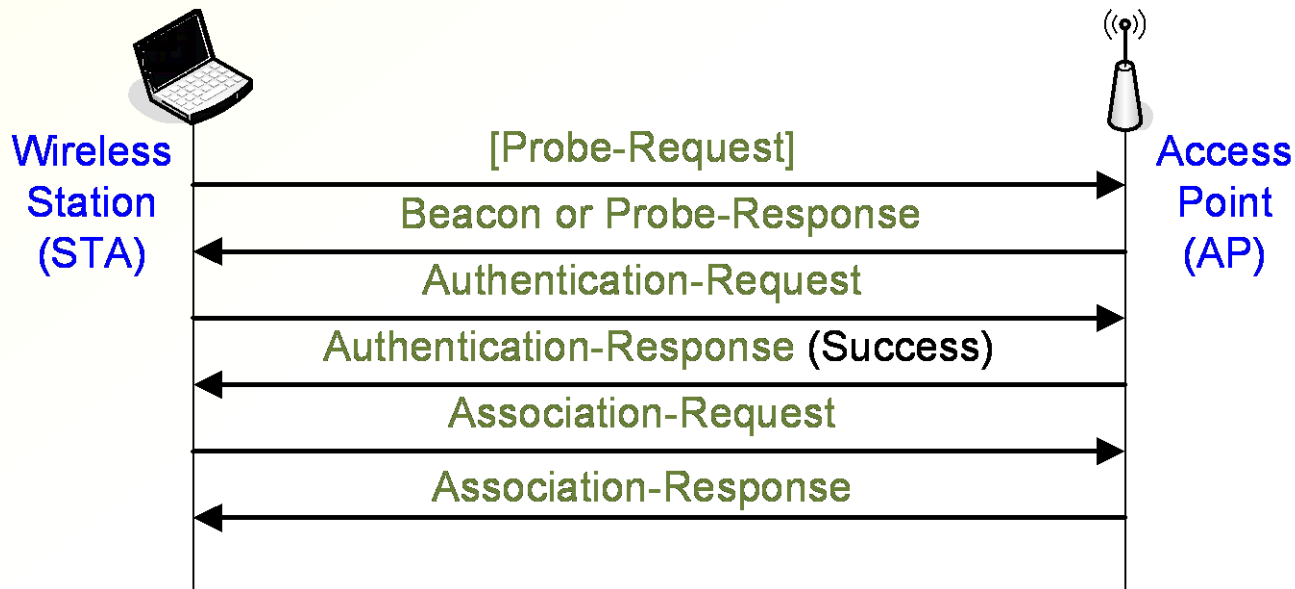 Wireless
Station
(STA)
[Probe-Request]
Beacon or Probe-Response
Authentication-Request
Authentication-Response (Success)
Association-Request
Association-Response
Access
Point
(AP)